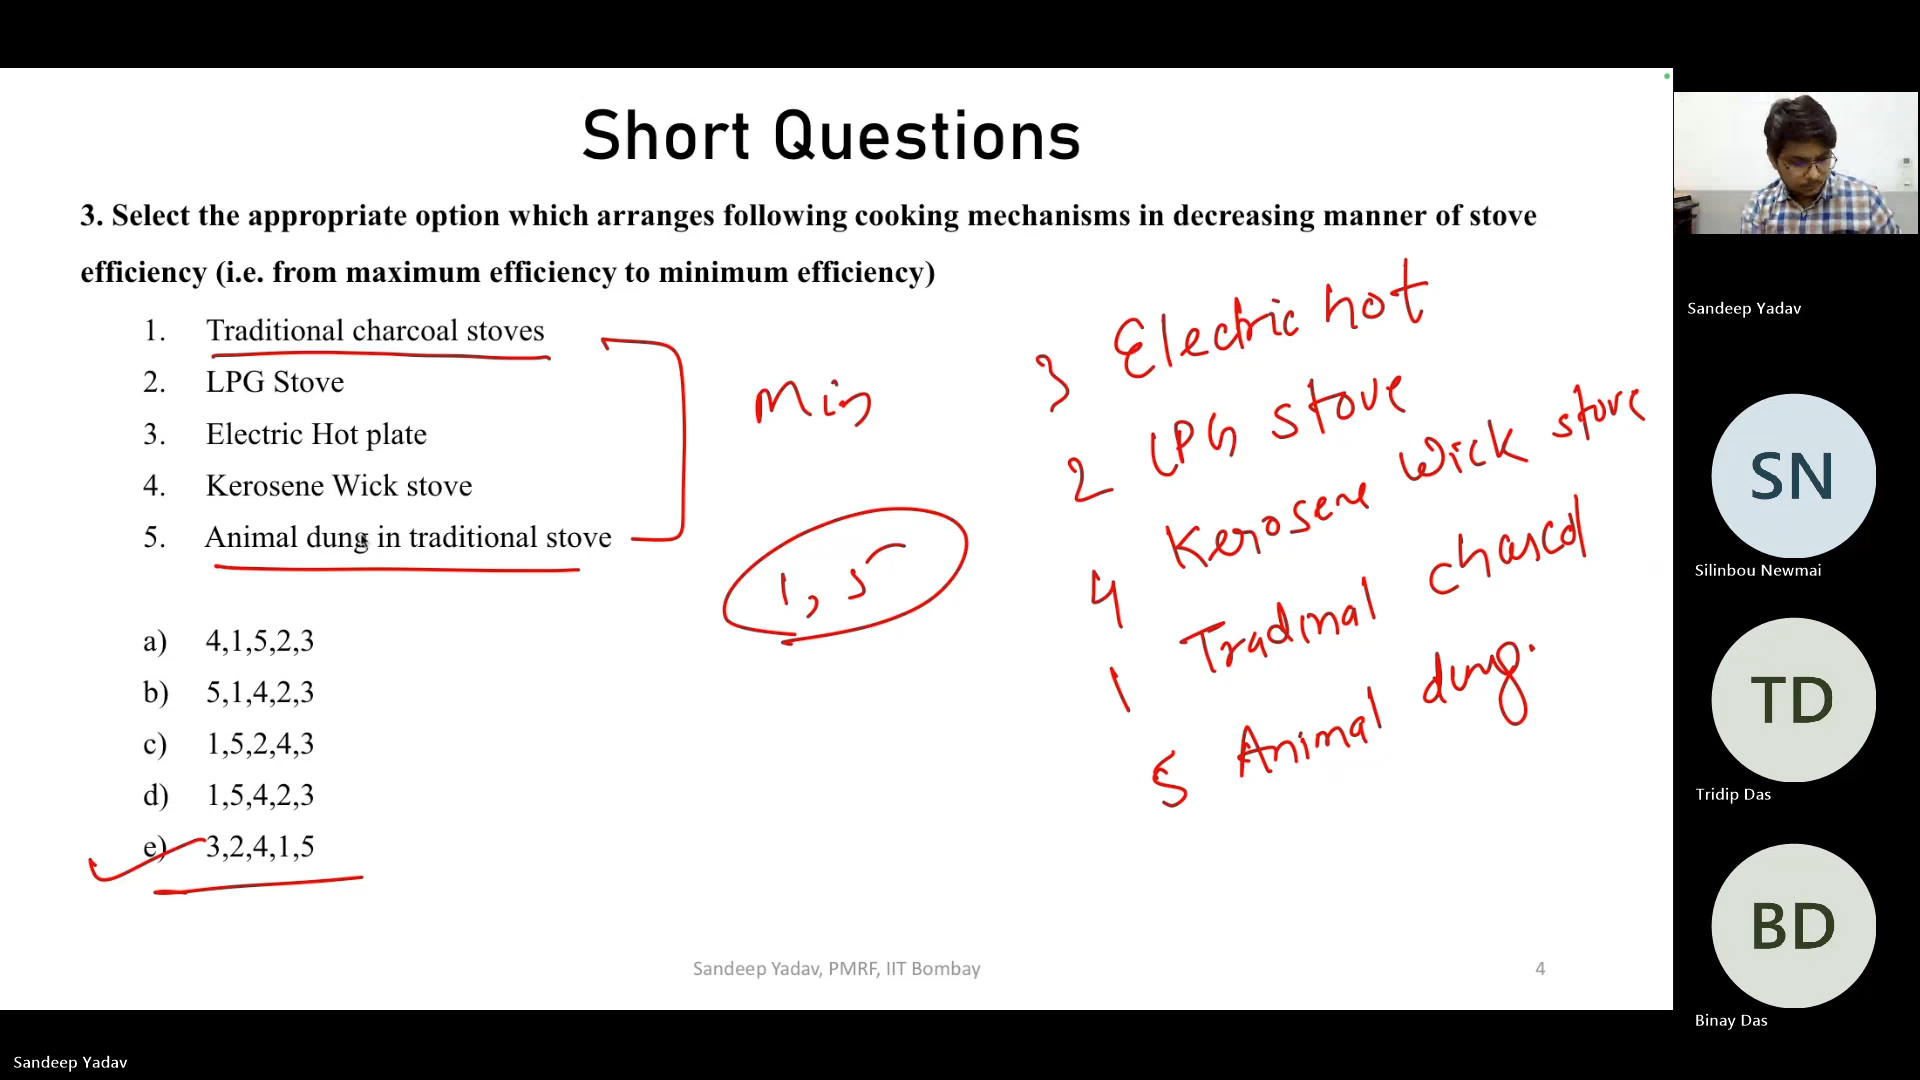 Short Questions
3. Select the appropriate option which arranges following cooking mechanisms in decreasing manner of stove
efficiency (i.e. from maximum efficiency to minimum efficiency)
1. Traditional charcoal stoves
2. LPG Stove
3. Electric Hot plate
4. Kerosene Wick stove
5. Animal dung in traditional stove
a) 4,1,5,2,3
b) 5,1,4,2,3
c) 1,5,2,4,3
d) 1,5,4,2,3
e) 3,2,4,1,5
Min
1, 5
3 Electric hot
2 LPG stove
4 Kerosene Wick stove
1 Tradinal charcol
5 Animal dung.
Sandeep Yadav, PMRF, IIT Bombay
4
Sandeep Yadav
SN
Silinbou Newmai
TD
Tridip Das
BD
Binay Das
Sandeep Yadav